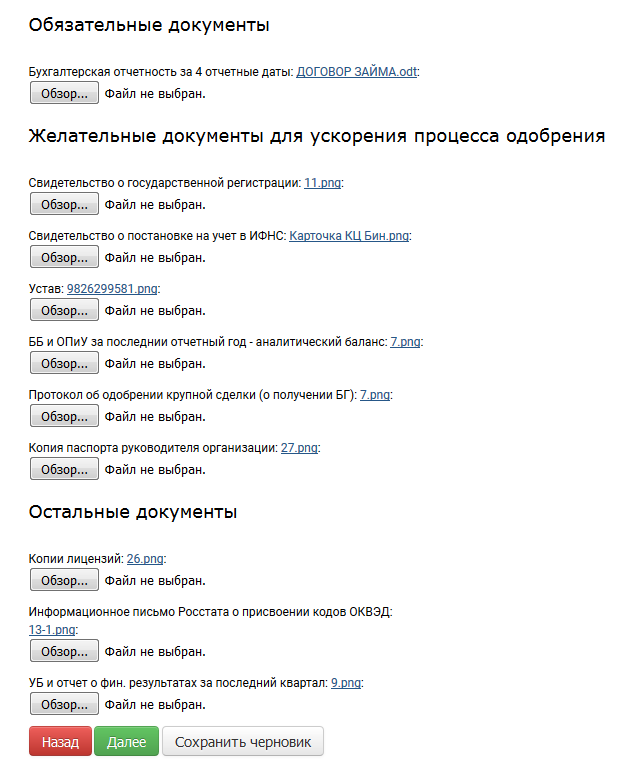 Обязательные документы
Бухгалтерская отчетность за 4 отчетные даты: ДОГОВОР ЗАЙМА.odt:
Обзор... Файл не выбран.
Желательные документы для ускорения процесса одобрения
Свидетельство о государственной регистрации: 11.png:
Обзор... Файл не выбран.
Свидетельство о постановке на учет в ИФНС: Карточка КЦ Бин.png:
Обзор... Файл не выбран.
Устав: 9826299581.png:
Обзор... Файл не выбран.
ББ и ОПиУ за последнии отчетный год - аналитический баланс: 7.png:
Обзор... Файл не выбран.
Протокол об одобрении крупной сделки (о получении БГ): 7.png:
Обзор... Файл не выбран.
Копия паспорта руководителя организации: 27.png:
Обзор... Файл не выбран.
Остальные документы
Копии лицензий: 26.png:
Обзор... Файл не выбран.
Информационное письмо Росстата о присвоении кодов ОКВЭД:
13-1.png:
Обзор... Файл не выбран.
УБ и отчет о фин. результатах за последний квартал: 9.png:
Обзор... Файл не выбран.
Назад Далее Сохранить черновик